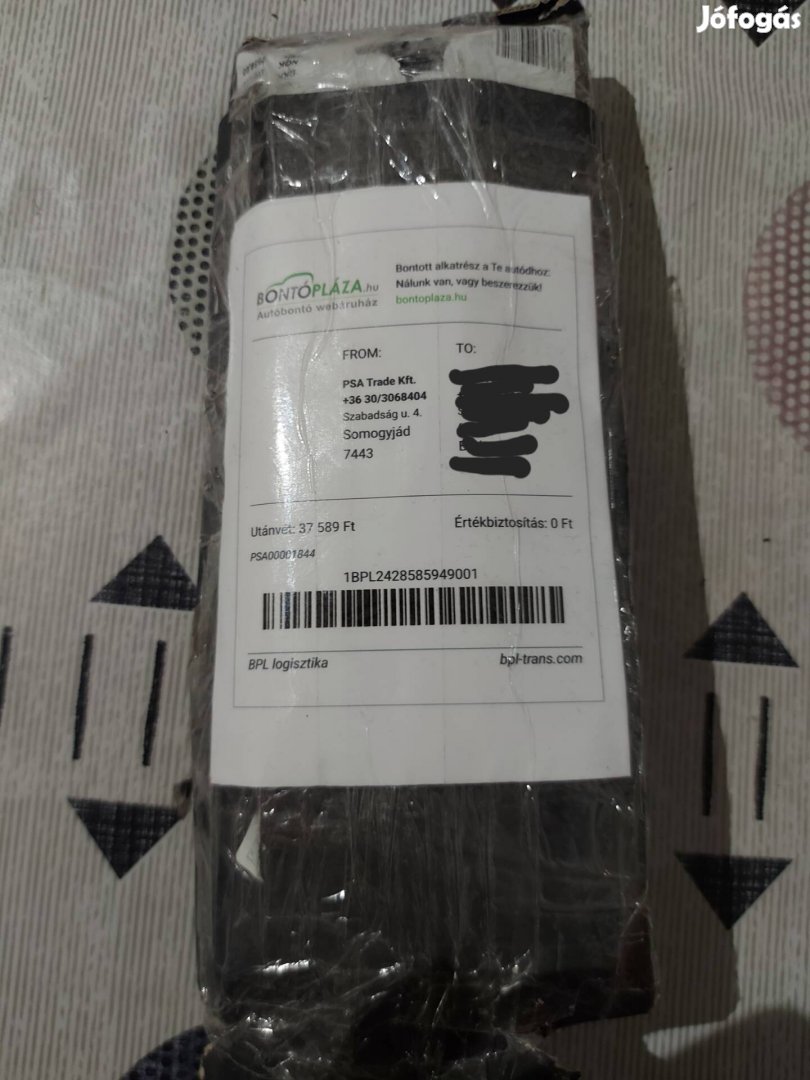 Jófogás
BONTÓPLÁZA.hu
Autóbontó webáruház
Bontott alkatrész a Te autódhoz:
Nálunk van, vagy beszerezzük!
bontoplaza.hu
FROM:
PSA Trade Kft.
+36 30/3068404
Szabadság u. 4.
Somogyjád
7443
TO:
Utánvét: 37 589 Ft
Értékbiztosítás: 0 Ft
PSA00001844
1BPL2428585949001
BPL logisztika
bpl-trans.com